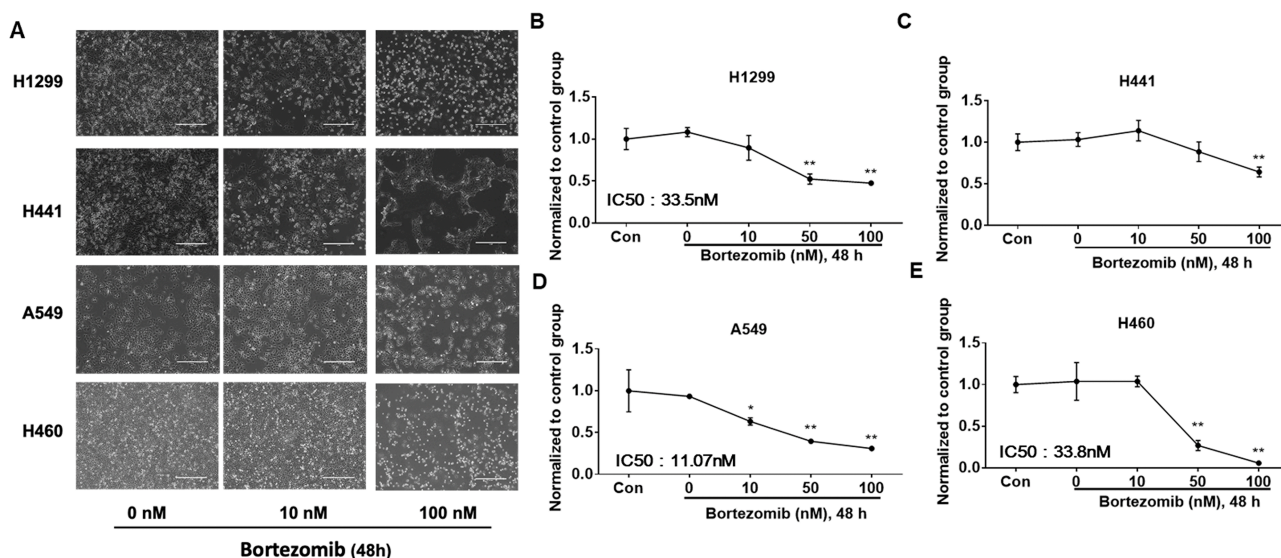 A
H1299
H441
A549
H460
0 nM
10 nM
100 nM
Bortezomib (48h)
B
H1299
Normalized to control group
1.5
1.0
0.5
0.0
**
**
IC50 : 33.5nM
Con
0
10
50
100
Bortezomib (nM), 48 h
C
H441
Normalized to control group
1.5
1.0
0.5
0.0
**
Con
0
10
50
100
Bortezomib (nM), 48 h
D
A549
Normalized to control group
1.5
1.0
0.5
0.0
*
**
**
IC50 : 11.07nM
Con
0
10
50
100
Bortezomib (nM), 48 h
E
H460
Normalized to control group
1.5
1.0
0.5
0.0
**
**
IC50 : 33.8nM
Con
0
10
50
100
Bortezomib (nM), 48 h